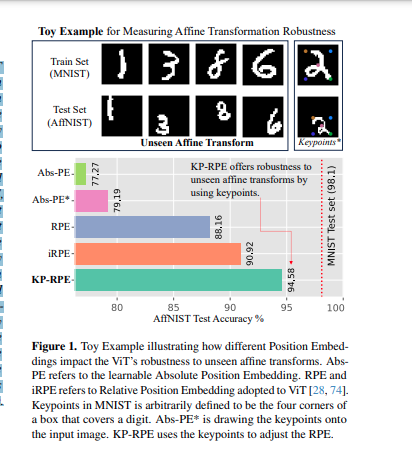 Toy Example for Measuring Affine Transformation Robustness
Train Set
(MNIST)
Test Set
(AffNIST)
Unseen Affine Transform
Keypoints*
Abs-PE
77.27
Abs-PE*
79.19
RPE
88.16
iRPE
90.92
KP-RPE
94.58
KP-RPE offers robustness to
unseen affine transforms by
using keypoints.
MNIST Test set (98.1)
80 85 90 95 100
AffNIST Test Accuracy %
Figure 1. Toy Example illustrating how different Position Embed-
dings impact the ViT's robustness to unseen affine transforms. Abs-
PE refers to the learnable Absolute Position Embedding. RPE and
iRPE refers to Relative Position Embedding adopted to ViT [28, 74].
Keypoints in MNIST is arbitrarily defined to be the four corners of
a box that covers a digit. Abs-PE* is drawing the keypoints onto
the input image. KP-RPE uses the keypoints to adjust the RPE.